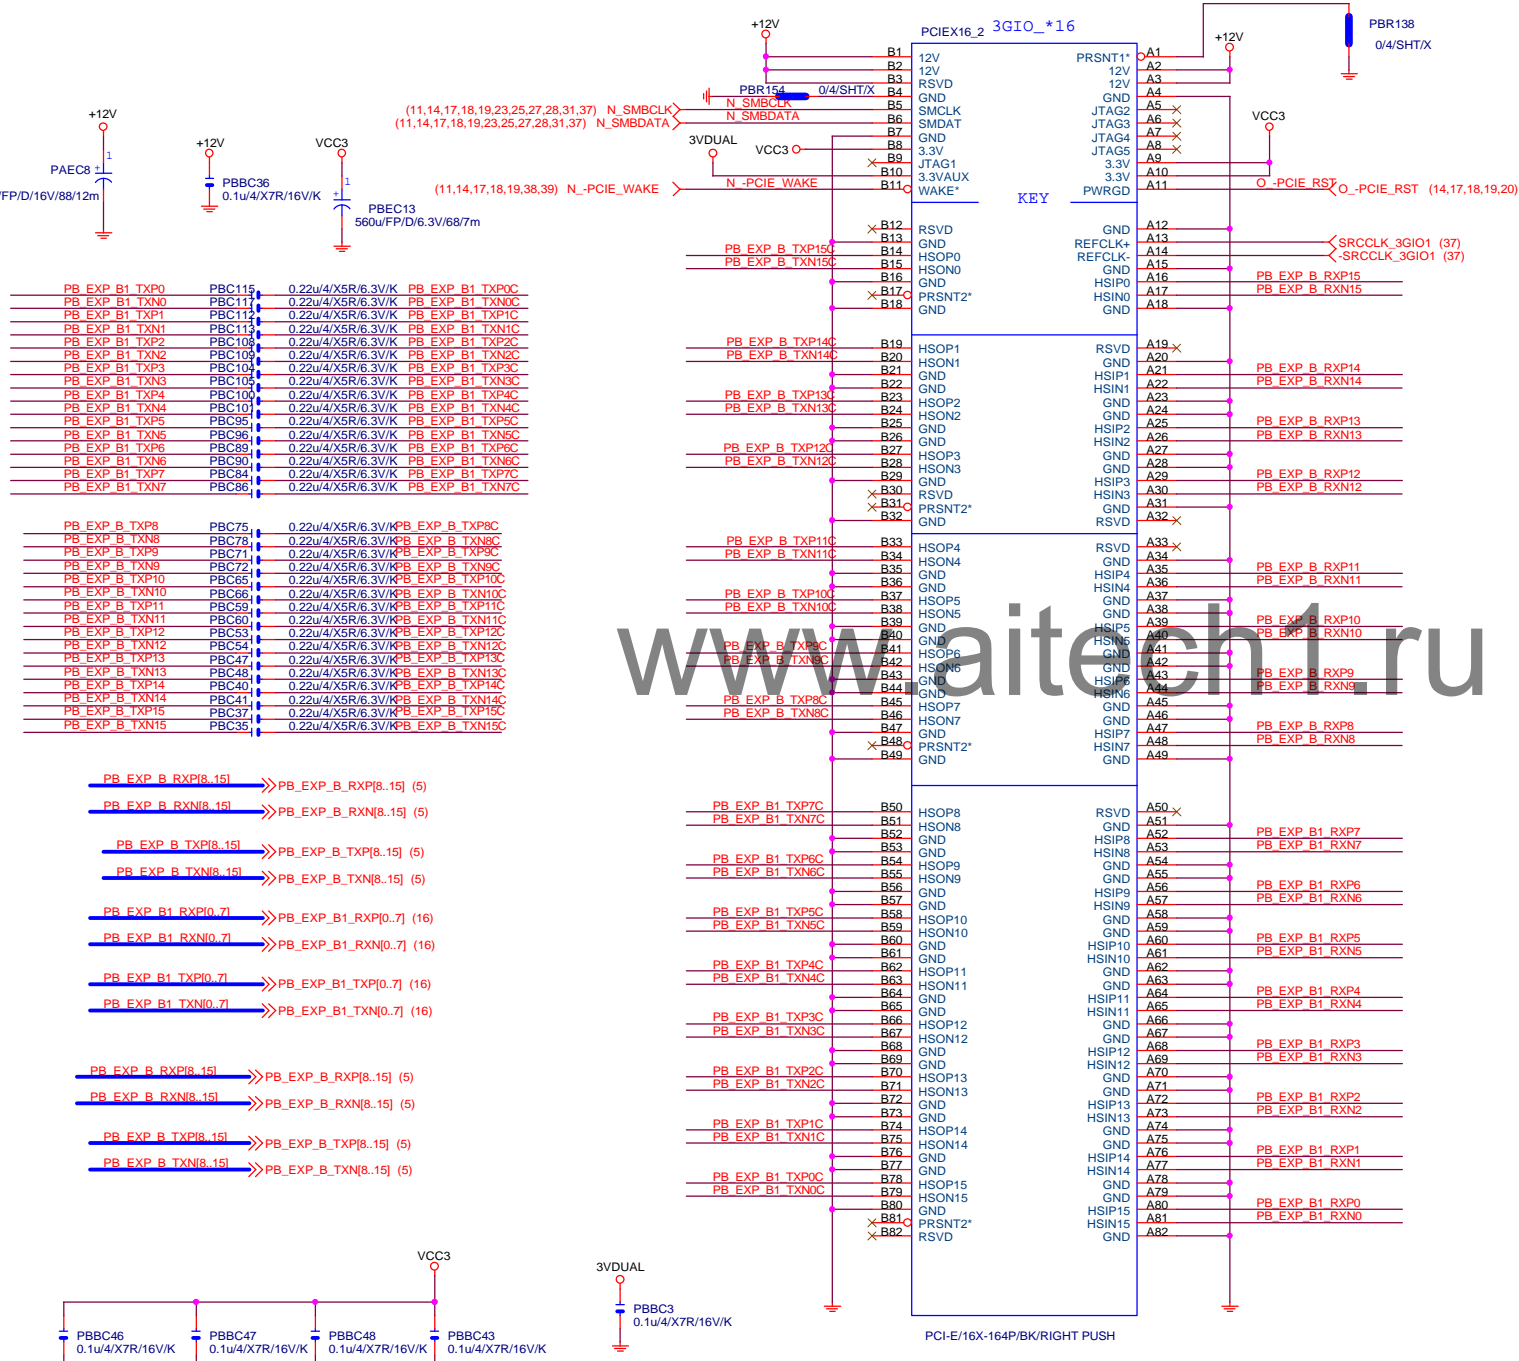 PCIEX16_2 3GIO_*16
+12V
+12V
PBR138
0/4/SHT/X
PBR154 0/4/SHT/X
(11,14,17,18,19,23,25,27,28,31,37) N_SMBCLK N_SMBCLK
(11,14,17,18,19,23,25,27,28,31,37) N_SMBDATA N_SMBDATA
3VDUAL
VCC3
VCC3
(11,14,17,18,19,38,39) N_-PCIE_WAKE N_-PCIE_WAKE
O_-PCIE_RST O_-PCIE_RST (14,17,18,19,20)
KEY
SRCCLK_3GIO1 (37)
-SRCCLK_3GIO1 (37)
+12V
PAEC8
1
/FP/D/16V/88/12m
+12V
PBBC36
0.1u/4/X7R/16V/K
VCC3
1
PBEC13
560u/FP/D/6.3V/68/7m
PB_EXP_B1_TXP0 PBC115 0.22u/4/X5R/6.3V/K PB_EXP_B1_TXP0C
PB_EXP_B1_TXN0 PBC117 0.22u/4/X5R/6.3V/K PB_EXP_B1_TXN0C
PB_EXP_B1_TXP1 PBC112 0.22u/4/X5R/6.3V/K PB_EXP_B1_TXP1C
PB_EXP_B1_TXN1 PBC113 0.22u/4/X5R/6.3V/K PB_EXP_B1_TXN1C
PB_EXP_B1_TXP2 PBC108 0.22u/4/X5R/6.3V/K PB_EXP_B1_TXP2C
PB_EXP_B1_TXN2 PBC109 0.22u/4/X5R/6.3V/K PB_EXP_B1_TXN2C
PB_EXP_B1_TXP3 PBC104 0.22u/4/X5R/6.3V/K PB_EXP_B1_TXP3C
PB_EXP_B1_TXN3 PBC105 0.22u/4/X5R/6.3V/K PB_EXP_B1_TXN3C
PB_EXP_B1_TXP4 PBC100 0.22u/4/X5R/6.3V/K PB_EXP_B1_TXP4C
PB_EXP_B1_TXN4 PBC101 0.22u/4/X5R/6.3V/K PB_EXP_B1_TXN4C
PB_EXP_B1_TXP5 PBC95 0.22u/4/X5R/6.3V/K PB_EXP_B1_TXP5C
PB_EXP_B1_TXN5 PBC96 0.22u/4/X5R/6.3V/K PB_EXP_B1_TXN5C
PB_EXP_B1_TXP6 PBC89 0.22u/4/X5R/6.3V/K PB_EXP_B1_TXP6C
PB_EXP_B1_TXN6 PBC90 0.22u/4/X5R/6.3V/K PB_EXP_B1_TXN6C
PB_EXP_B1_TXP7 PBC84 0.22u/4/X5R/6.3V/K PB_EXP_B1_TXP7C
PB_EXP_B1_TXN7 PBC86 0.22u/4/X5R/6.3V/K PB_EXP_B1_TXN7C
PB_EXP_B_TXP8 PBC75 0.22u/4/X5R/6.3V/K PB_EXP_B_TXP8C
PB_EXP_B_TXN8 PBC78 0.22u/4/X5R/6.3V/K PB_EXP_B_TXN8C
PB_EXP_B_TXP9 PBC71 0.22u/4/X5R/6.3V/K PB_EXP_B_TXP9C
PB_EXP_B_TXN9 PBC72 0.22u/4/X5R/6.3V/K PB_EXP_B_TXN9C
PB_EXP_B_TXP10 PBC65 0.22u/4/X5R/6.3V/K PB_EXP_B_TXP10C
PB_EXP_B_TXN10 PBC66 0.22u/4/X5R/6.3V/K PB_EXP_B_TXN10C
PB_EXP_B_TXP11 PBC59 0.22u/4/X5R/6.3V/K PB_EXP_B_TXP11C
PB_EXP_B_TXN11 PBC60 0.22u/4/X5R/6.3V/K PB_EXP_B_TXN11C
PB_EXP_B_TXP12 PBC53 0.22u/4/X5R/6.3V/K PB_EXP_B_TXP12C
PB_EXP_B_TXN12 PBC54 0.22u/4/X5R/6.3V/K PB_EXP_B_TXN12C
PB_EXP_B_TXP13 PBC47 0.22u/4/X5R/6.3V/K PB_EXP_B_TXP13C
PB_EXP_B_TXN13 PBC48 0.22u/4/X5R/6.3V/K PB_EXP_B_TXN13C
PB_EXP_B_TXP14 PBC40 0.22u/4/X5R/6.3V/K PB_EXP_B_TXP14C
PB_EXP_B_TXN14 PBC41 0.22u/4/X5R/6.3V/K PB_EXP_B_TXN14C
PB_EXP_B_TXP15 PBC37 0.22u/4/X5R/6.3V/K PB_EXP_B_TXP15C
PB_EXP_B_TXN15 PBC35 0.22u/4/X5R/6.3V/K PB_EXP_B_TXN15C
PB_EXP_B_RXP[8..15] PB_EXP_B_RXP[8..15] (5)
PB_EXP_B_RXN[8..15] PB_EXP_B_RXN[8..15] (5)
PB_EXP_B_TXP[8..15] PB_EXP_B_TXP[8..15] (5)
PB_EXP_B_TXN[8..15] PB_EXP_B_TXN[8..15] (5)
PB_EXP_B1_RXP[0..7] PB_EXP_B1_RXP[0..7] (16)
PB_EXP_B1_RXN[0..7] PB_EXP_B1_RXN[0..7] (16)
PB_EXP_B1_TXP[0..7] PB_EXP_B1_TXP[0..7] (16)
PB_EXP_B1_TXN[0..7] PB_EXP_B1_TXN[0..7] (16)
PB_EXP_B_RXP[8..15] PB_EXP_B_RXP[8..15] (5)
PB_EXP_B_RXN[8..15] PB_EXP_B_RXN[8..15] (5)
PB_EXP_B_TXP[8..15] PB_EXP_B_TXP[8..15] (5)
PB_EXP_B_TXN[8..15] PB_EXP_B_TXN[8..15] (5)
B1 12V PRSNT1* A1
B2 12V 12V A2
B3 RSVD 12V A3
B4 GND GND A4
B5 SMCLK JTAG2 A5
B6 SMDAT JTAG3 A6
B7 GND JTAG4 A7
B8 3.3V JTAG5 A8
B9 JTAG1 3.3V A9
B10 3.3VAUX 3.3V A10
B11 WAKE* PWRGD A11
B12 RSVD GND A12
B13 GND REFCLK+ A13
PB_EXP_B_TXP15C B14 HSOP0 REFCLK- A14
PB_EXP_B_TXN15C B15 HSON0 GND A15
B16 GND HSIP0 A16 PB_EXP_B_RXP15
B17 PRSNT2* HSIN0 A17 PB_EXP_B_RXN15
B18 GND GND A18
PB_EXP_B_TXP14C B19 HSOP1 RSVD A19
PB_EXP_B_TXN14C B20 HSON1 GND A20
B21 GND HSIP1 A21 PB_EXP_B_RXP14
B22 GND HSIN1 A22 PB_EXP_B_RXN14
PB_EXP_B_TXP13C B23 HSOP2 GND A23
PB_EXP_B_TXN13C B24 HSON2 GND A24
B25 GND HSIP2 A25 PB_EXP_B_RXP13
B26 GND HSIN2 A26 PB_EXP_B_RXN13
PB_EXP_B_TXP12C B27 HSOP3 GND A27
PB_EXP_B_TXN12C B28 HSON3 GND A28
B29 GND HSIP3 A29 PB_EXP_B_RXP12
B30 RSVD HSIN3 A30 PB_EXP_B_RXN12
B31 PRSNT2* GND A31
B32 GND RSVD A32
PB_EXP_B_TXP11C B33 HSOP4 RSVD A33
PB_EXP_B_TXN11C B34 HSON4 GND A34
B35 GND HSIP4 A35 PB_EXP_B_RXP11
B36 GND HSIN4 A36 PB_EXP_B_RXN11
PB_EXP_B_TXP10C B37 HSOP5 GND A37
PB_EXP_B_TXN10C B38 HSON5 GND A38
B39 GND HSIP5 A39 PB_EXP_B_RXP10
B40 GND HSIN5 A40 PB_EXP_B_RXN10
PB_EXP_B_TXP9C B41 HSOP6 GND A41
PB_EXP_B_TXN9C B42 HSON6 GND A42
B43 GND HSIP6 A43 PB_EXP_B_RXP9
B44 GND HSIN6 A44 PB_EXP_B_RXN9
PB_EXP_B_TXP8C B45 HSOP7 GND A45
PB_EXP_B_TXN8C B46 HSON7 GND A46
B47 GND HSIP7 A47 PB_EXP_B_RXP8
B48 PRSNT2* HSIN7 A48 PB_EXP_B_RXN8
B49 GND GND A49
PB_EXP_B1_TXP7C B50 HSOP8 RSVD A50
PB_EXP_B1_TXN7C B51 HSON8 GND A51
B52 GND HSIP8 A52 PB_EXP_B1_RXP7
B53 GND HSIN8 A53 PB_EXP_B1_RXN7
PB_EXP_B1_TXP6C B54 HSOP9 GND A54
PB_EXP_B1_TXN6C B55 HSON9 GND A55
B56 GND HSIP9 A56 PB_EXP_B1_RXP6
B57 GND HSIN9 A57 PB_EXP_B1_RXN6
PB_EXP_B1_TXP5C B58 HSOP10 GND A58
PB_EXP_B1_TXN5C B59 HSON10 GND A59
B60 GND HSIP10 A60 PB_EXP_B1_RXP5
B61 GND HSIN10 A61 PB_EXP_B1_RXN5
PB_EXP_B1_TXP4C B62 HSOP11 GND A62
PB_EXP_B1_TXN4C B63 HSON11 GND A63
B64 GND HSIP11 A64 PB_EXP_B1_RXP4
B65 GND HSIN11 A65 PB_EXP_B1_RXN4
PB_EXP_B1_TXP3C B66 HSOP12 GND A66
PB_EXP_B1_TXN3C B67 HSON12 GND A67
B68 GND HSIP12 A68 PB_EXP_B1_RXP3
B69 GND HSIN12 A69 PB_EXP_B1_RXN3
PB_EXP_B1_TXP2C B70 HSOP13 GND A70
PB_EXP_B1_TXN2C B71 HSON13 GND A71
B72 GND HSIP13 A72 PB_EXP_B1_RXP2
B73 GND HSIN13 A73 PB_EXP_B1_RXN2
PB_EXP_B1_TXP1C B74 HSOP14 GND A74
PB_EXP_B1_TXN1C B75 HSON14 GND A75
B76 GND HSIP14 A76 PB_EXP_B1_RXP1
B77 GND HSIN14 A77 PB_EXP_B1_RXN1
PB_EXP_B1_TXP0C B78 HSOP15 GND A78
PB_EXP_B1_TXN0C B79 HSON15 GND A79
B80 GND HSIP15 A80 PB_EXP_B1_RXP0
B81 PRSNT2* HSIN15 A81 PB_EXP_B1_RXN0
B82 RSVD GND A82
www.aitech1.ru
VCC3
PBBC46
0.1u/4/X7R/16V/K
PBBC47
0.1u/4/X7R/16V/K
PBBC48
0.1u/4/X7R/16V/K
PBBC43
0.1u/4/X7R/16V/K
3VDUAL
PBBC3
0.1u/4/X7R/16V/K
PCI-E/16X-164P/BK/RIGHT PUSH